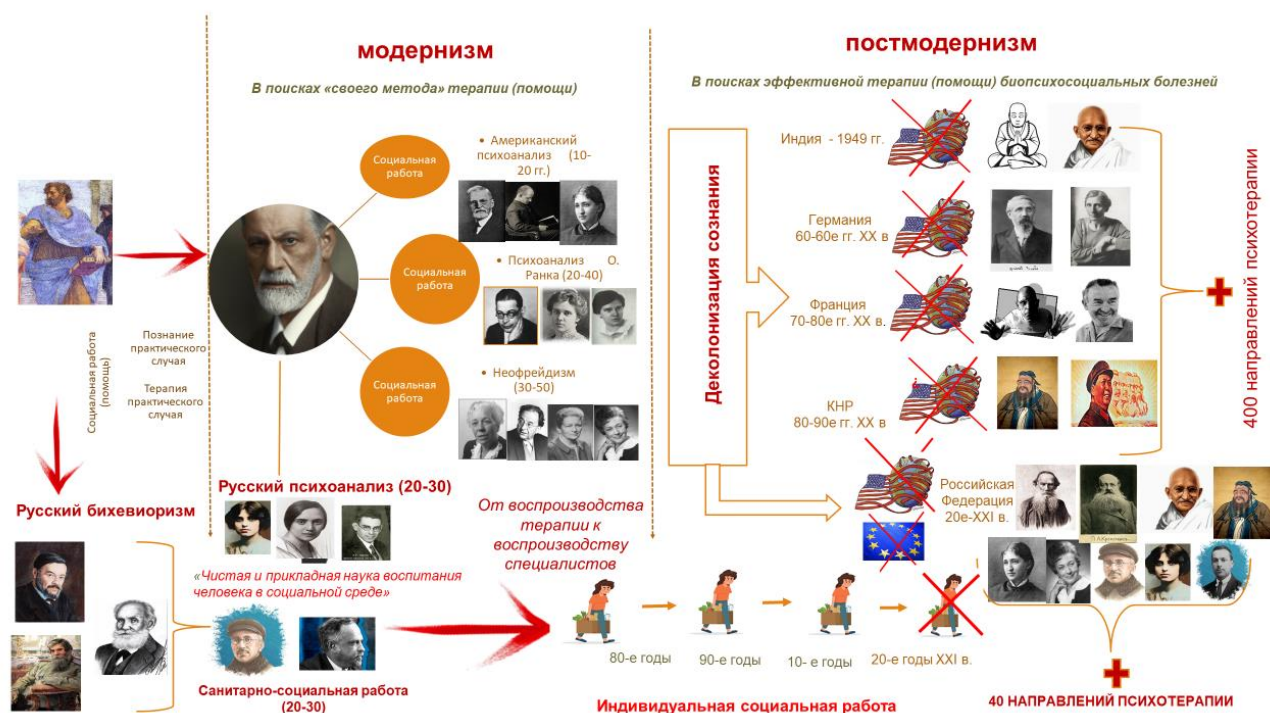 модернизм
В поисках «своего метода» терапии (помощи)
Социальная
работа
• Американский
психоанализ (10-
20 гг.)
Социальная
работа
• Психоанализ О.
Ранка (20-40)
Социальная
работа
• Неофрейдизм
(30-50)
Познание
практического
случая
Терапия
практического
случая
Социальная работа
(помощь)
Русский бихевиоризм
Русский психоанализ (20-30)
«Чистая и прикладная наука воспитания
человека в социальной среде»
Санитарно-социальная работа
(20-30)
От воспроизводства
терапии к
воспроизводству
специалистов
80-е годы
90-е годы
10- е годы
20-е годы XXI в.
Индивидуальная социальная работа
постмодернизм
В поисках эффективной терапии (помощи) биопсихосоциальных болезней
Деколонизация сознания
Индия - 1949 гг.
Германия
60-60е гг. XX в
Франция
70-80е гг. XX в.
КНР
80-90е гг. XX в
Российская
Федерация
20е-XXI в.
400 направлений психотерапии
40 НАПРАВЛЕНИЙ ПСИХОТЕРАПИИ